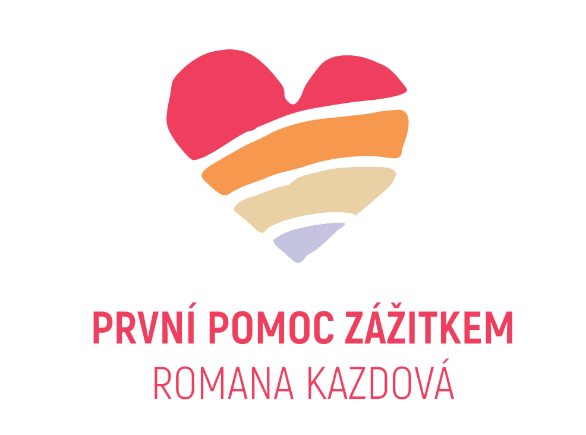 PRVNÍ POMOC ZÁŽITKEM
ROMANA KAZDOVÁ